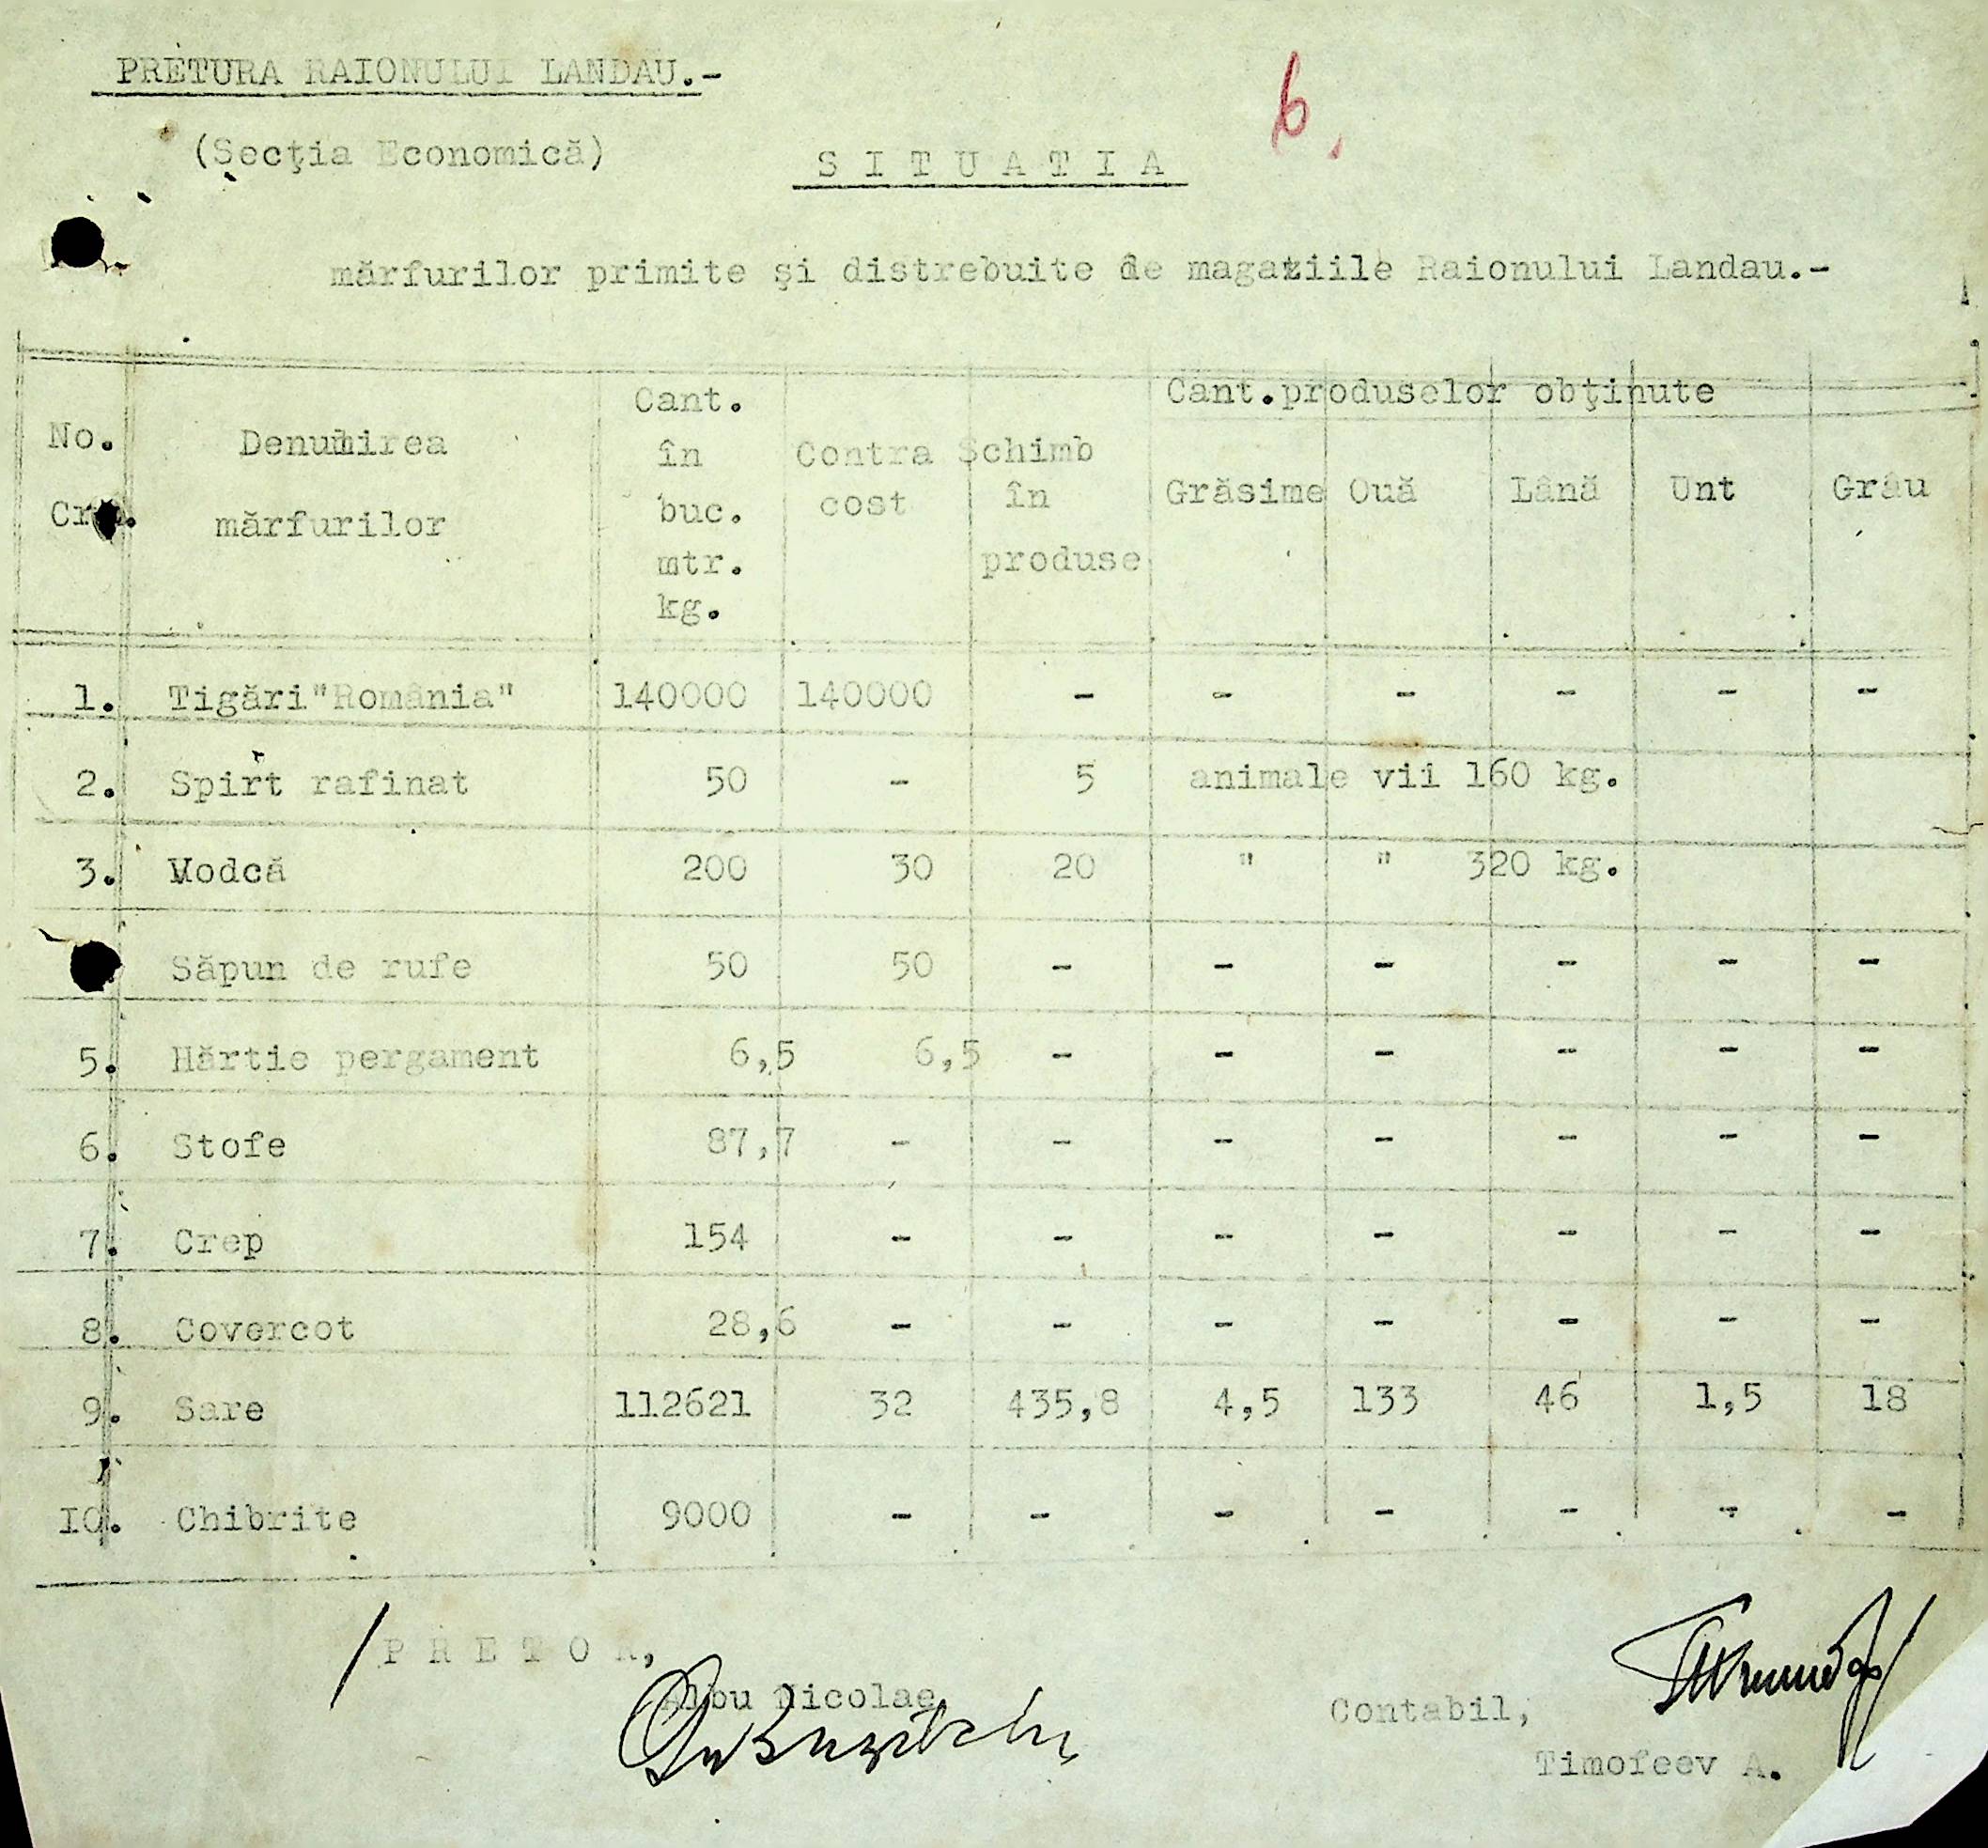 PRETURA RAIONULUI LANDAU.-
6.
(Secţia Economică)
SITUATIA
mărfurilor primite şi distrebuite de magaziile Raionului Landau.-
No. Crt. Denumirea mărfurilor Cant. în buc. mtr. kg. Contra cost Schimb în produse Cant.produselor obţinute
Grăsime Ouă Lână Unt Grâu
1. Tigări"România" 140000 140000 - - - - - -
2. Spirt rafinat 50 - 5 animale vii 160 kg.
3. Vodcă 200 30 20 " " 320 kg.
Săpun de rufe 50 50 - - - - - -
5. Hărtie pergament 6,5 6,5 - - - - - -
6. Stofe 87,7 - - - - - - -
7. Crep 154 - - - - - - -
8. Covercot 28,6 - - - - - - -
9. Sare 112621 32 435,8 4,5 133 46 1,5 18
10. Chibrite 9000 - - - - - - -
/PRETOR,
Albu Nicolae
Contabil,
Timofeev A.